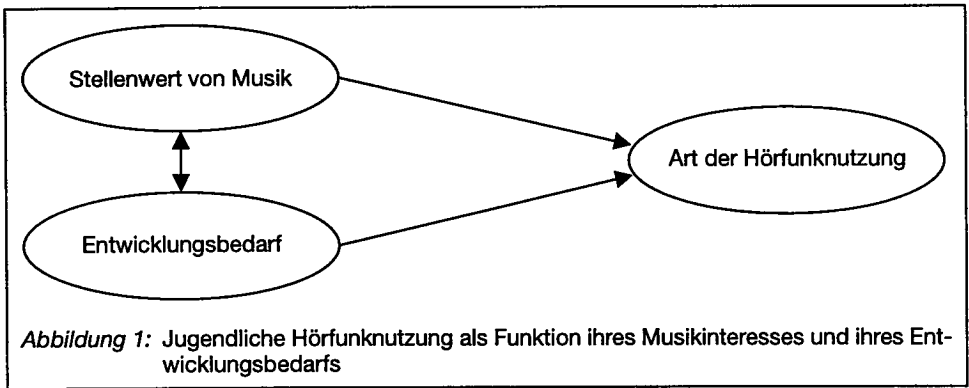 Stellenwert von Musik
Art der Hörfunknutzung
Entwicklungsbedarf
Abbildung 1: Jugendliche Hörfunknutzung als Funktion ihres Musikinteresses und ihres Ent-
wicklungsbedarfs